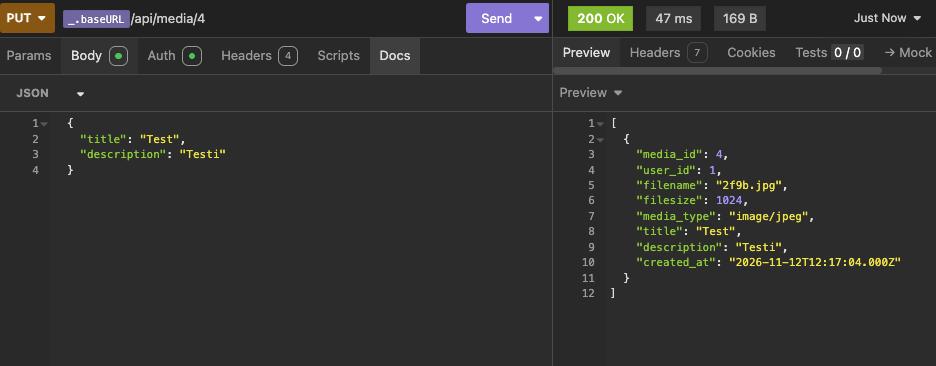 PUT _.baseURL/api/media/4 Send 200 OK 47 ms 169 B Just Now
Params Body Auth Headers 4 Scripts Docs Preview Headers 7 Cookies Tests 0 / 0 → Mock
JSON
Preview
1 {
2 "title": "Test",
3 "description": "Testi"
4 }
1 [
2 {
3 "media_id": 4,
4 "user_id": 1,
5 "filename": "2f9b.jpg",
6 "filesize": 1024,
7 "media_type": "image/jpeg",
8 "title": "Test",
9 "description": "Testi",
10 "created_at": "2026-11-12T12:17:04.000Z"
11 }
12 ]